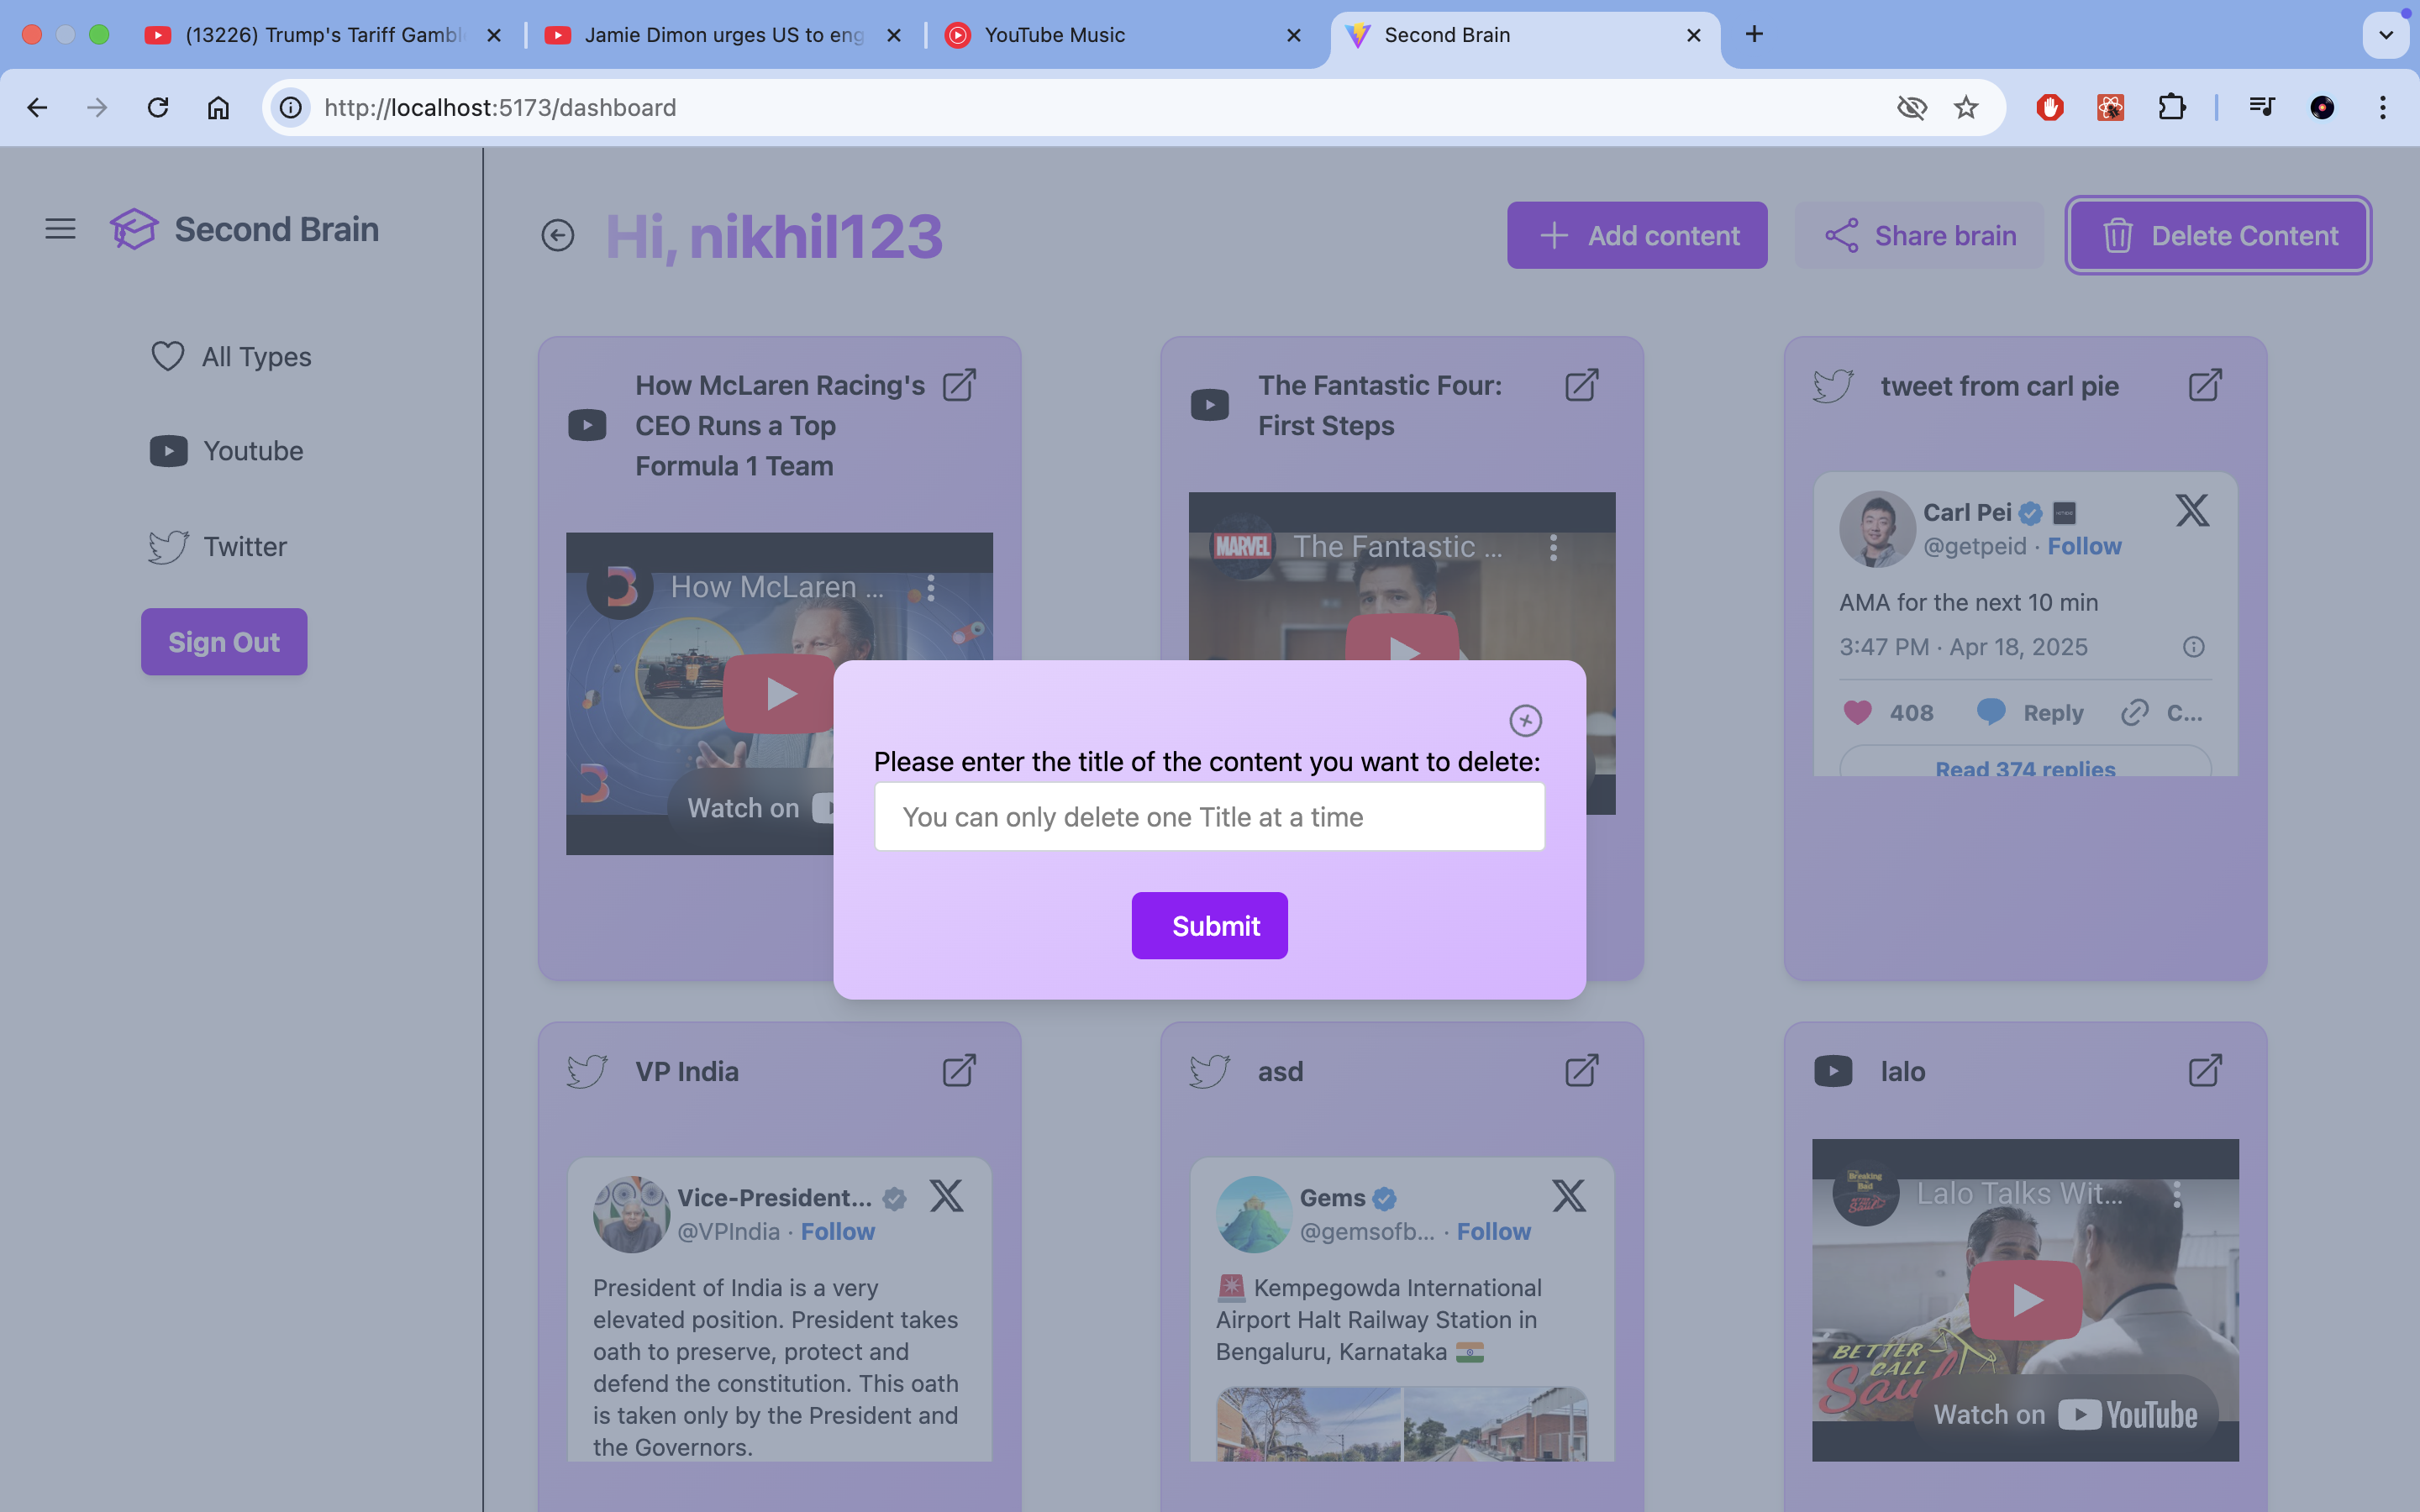 (13226) Trump's Tariff Gambl
Jamie Dimon urges US to eng
YouTube Music
Second Brain
http://localhost:5173/dashboard
Second Brain
All Types
Youtube
Twitter
Sign Out
Hi, nikhil123
Add content
Share brain
Delete Content
How McLaren Racing's
CEO Runs a Top
Formula 1 Team
How McLaren ...
Watch on
The Fantastic Four:
First Steps
MARVEL
The Fantastic ...
tweet from carl pie
Carl Pei
@getpeid · Follow
AMA for the next 10 min
3:47 PM · Apr 18, 2025
408
Reply
C...
Read 374 replies
Please enter the title of the content you want to delete:
You can only delete one Title at a time
Submit
VP India
Vice-President...
@VPIndia · Follow
President of India is a very
elevated position. President takes
oath to preserve, protect and
defend the constitution. This oath
is taken only by the President and
the Governors.
asd
Gems
@gemsofb... · Follow
🚨 Kempegowda International
Airport Halt Railway Station in
Bengaluru, Karnataka 🇮🇳
lalo
Breaking
Bad
BETTER CALL
Saul
Lalo Talks Wit...
BETTER
CALL
Saul
Watch on YouTube